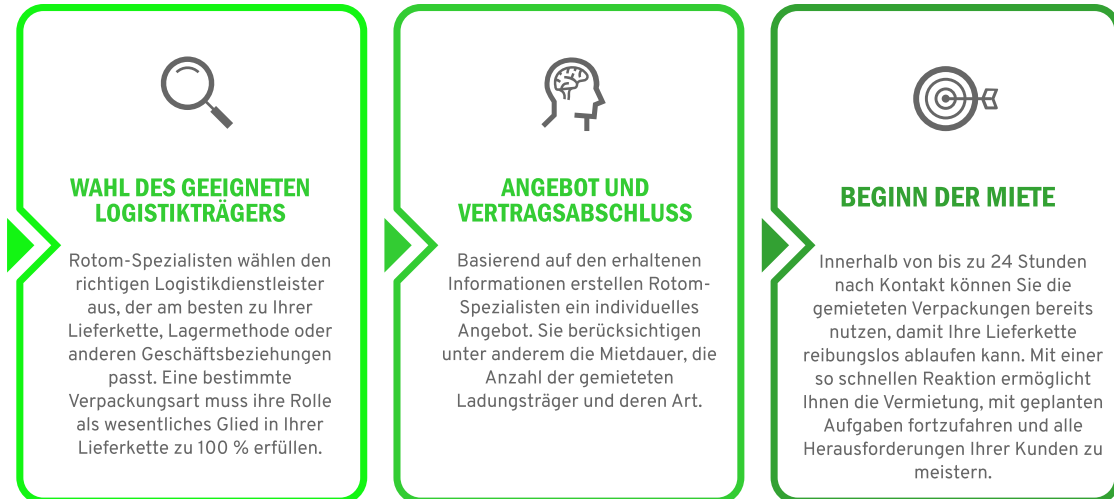 WAHL DES GEEIGNETEN
LOGISTIKTRÄGERS
Rotom-Spezialisten wählen den
richtigen Logistikdienstleister
aus, der am besten zu Ihrer
Lieferkette, Lagermethode oder
anderen Geschäftsbeziehungen
passt. Eine bestimmte
Verpackungsart muss ihre Rolle
als wesentliches Glied in Ihrer
Lieferkette zu 100 % erfüllen.
ANGEBOT UND
VERTRAGSABSCHLUSS
Basierend auf den erhaltenen
Informationen erstellen Rotom-
Spezialisten ein individuelles
Angebot. Sie berücksichtigen
unter anderem die Mietdauer, die
Anzahl der gemieteten
Ladungsträger und deren Art.
BEGINN DER MIETE
Innerhalb von bis zu 24 Stunden
nach Kontakt können Sie die
gemieteten Verpackungen bereits
nutzen, damit Ihre Lieferkette
reibungslos ablaufen kann. Mit einer
so schnellen Reaktion ermöglicht
Ihnen die Vermietung, mit geplanten
Aufgaben fortzufahren und alle
Herausforderungen Ihrer Kunden zu
meistern.